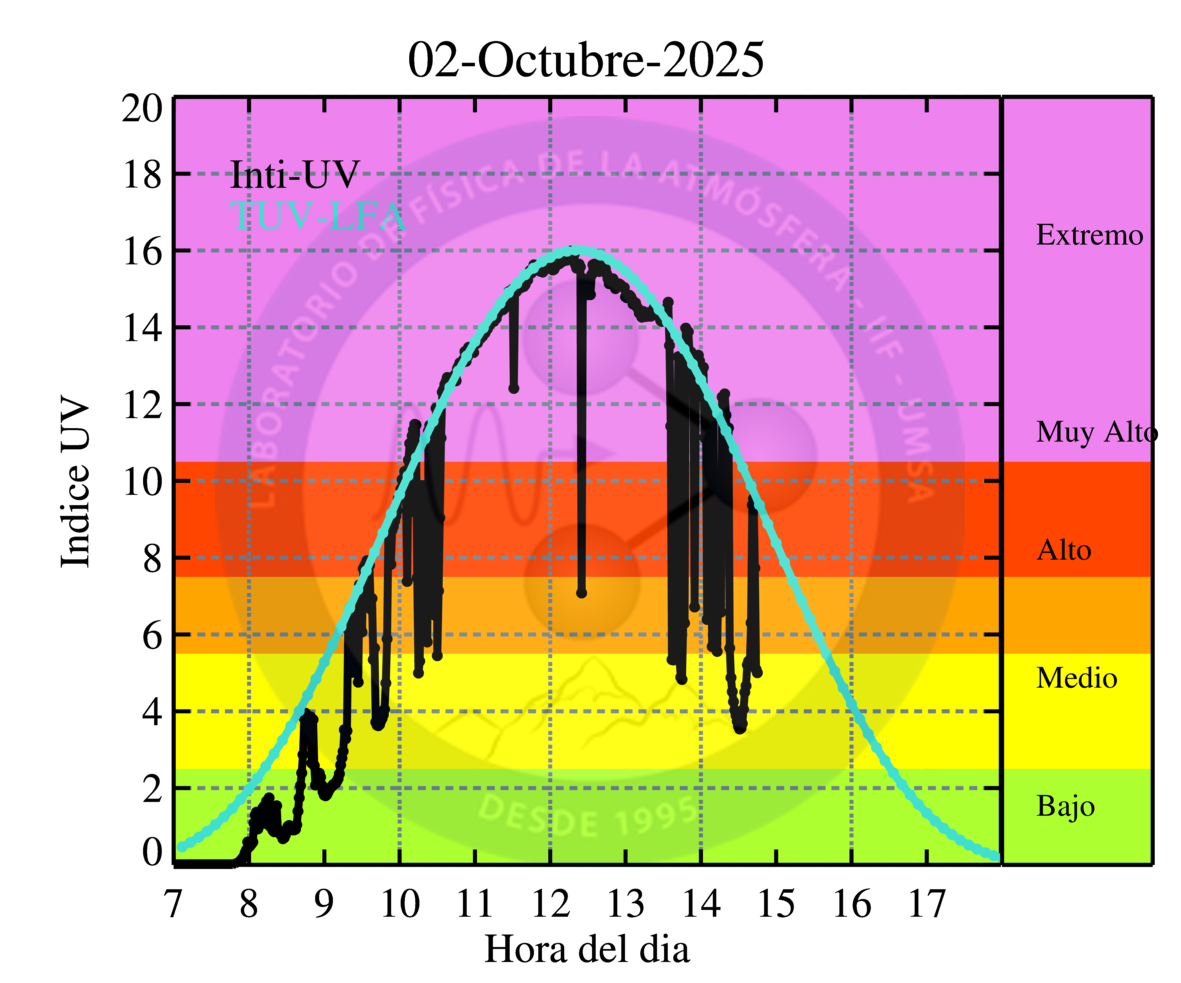 02-Octubre-2025
20
18
16
14
12
10
8
6
4
2
0
Indice UV
Inti-UV
TUV-LFA
LABORATORIO DE FÍSICA DE LA ATMÓSFERA - IIF - UMSA
DESDE 1995
Extremo
Muy Alto
Alto
Medio
Bajo
7 8 9 10 11 12 13 14 15 16 17
Hora del dia